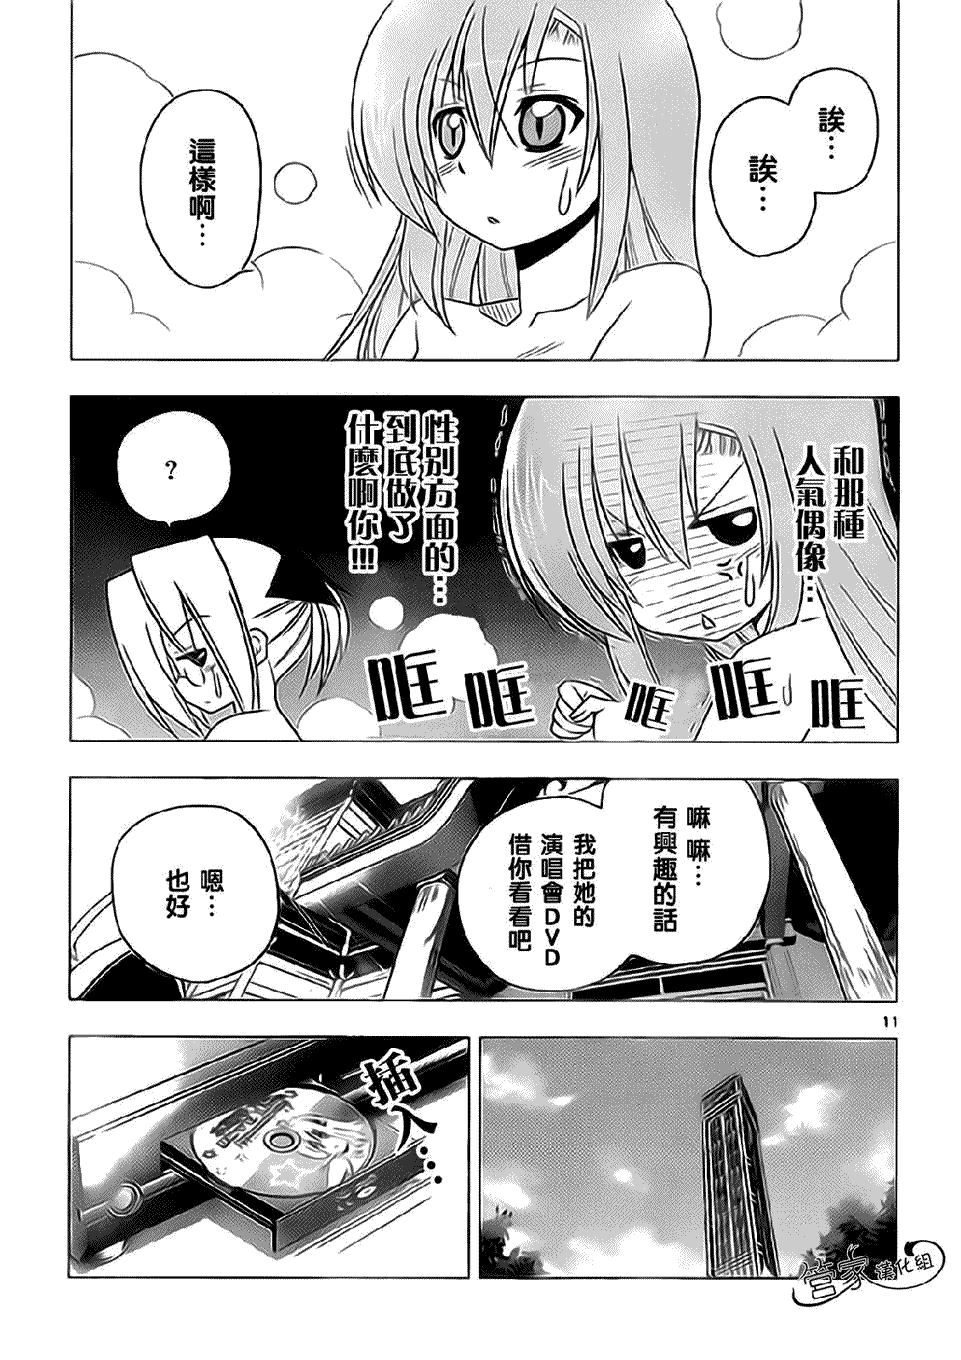 誒…
誒…
這樣啊…
和那種
人氣偶像…
性別方面的…
到底做了
什麼啊你!!!
?
哐
哐
哐
哐
哐
嘛嘛…
有興趣的話
我把她的
演唱會DVD
借你看看吧
嗯…
也好
11
插入……
管家漢化組